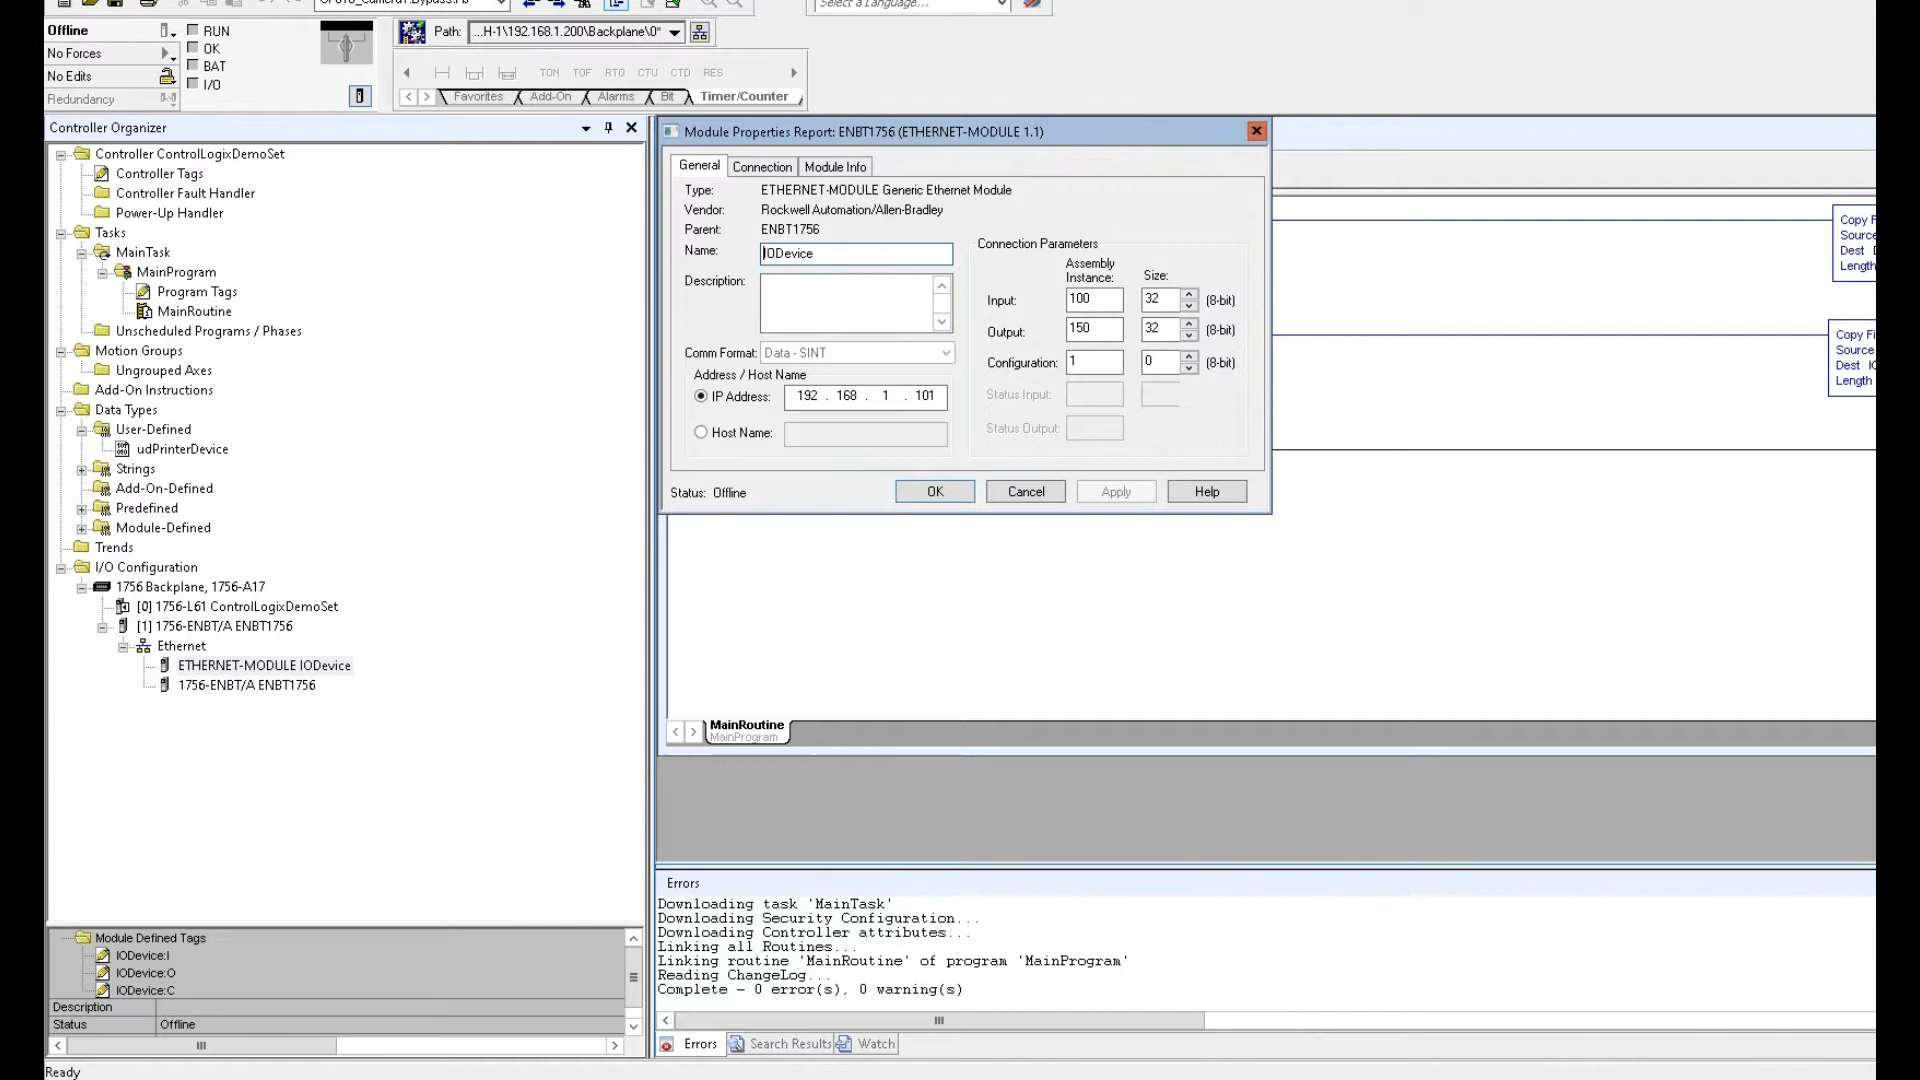 Select a Language...
Offline
RUN
OK
BAT
I/O
No Forces
No Edits
Redundancy
Path: ...H-1\192.168.1.200\Backplane\0*
TON TOF RTO CTU CTD RES
Favorites Add-On Alarms Bit Timer/Counter
Controller Organizer
Controller ControlLogixDemoSet
Controller Tags
Controller Fault Handler
Power-Up Handler
Tasks
MainTask
MainProgram
Program Tags
MainRoutine
Unscheduled Programs / Phases
Motion Groups
Ungrouped Axes
Add-On Instructions
Data Types
User-Defined
udPrinterDevice
Strings
Add-On-Defined
Predefined
Module-Defined
Trends
I/O Configuration
1756 Backplane, 1756-A17
[0] 1756-L61 ControlLogixDemoSet
[1] 1756-ENBT/A ENBT1756
Ethernet
ETHERNET-MODULE IODevice
1756-ENBT/A ENBT1756
Module Defined Tags
IODevice:I
IODevice:O
IODevice:C
Description
Status Offline
Ready
Module Properties Report: ENBT1756 (ETHERNET-MODULE 1.1)
General Connection Module Info
Type: ETHERNET-MODULE Generic Ethernet Module
Vendor: Rockwell Automation/Allen-Bradley
Parent: ENBT1756
Name: IODevice
Description:
Comm Format: Data - SINT
Address / Host Name
IP Address: 192 . 168 . 1 . 101
Host Name:
Connection Parameters
Assembly
Instance: Size:
Input: 100 32 (8-bit)
Output: 150 32 (8-bit)
Configuration: 1 0 (8-bit)
Status Input:
Status Output:
Status: Offline
OK Cancel Apply Help
Copy F
Source
Dest
Length
Copy Fi
Source
Dest IO
Length
MainRoutine
MainProgram
Errors
Downloading task 'MainTask'
Downloading Security Configuration...
Downloading Controller attributes...
Linking all Routines...
Linking routine 'MainRoutine' of program 'MainProgram'
Reading ChangeLog...
Complete - 0 error(s), 0 warning(s)
Errors Search Results Watch